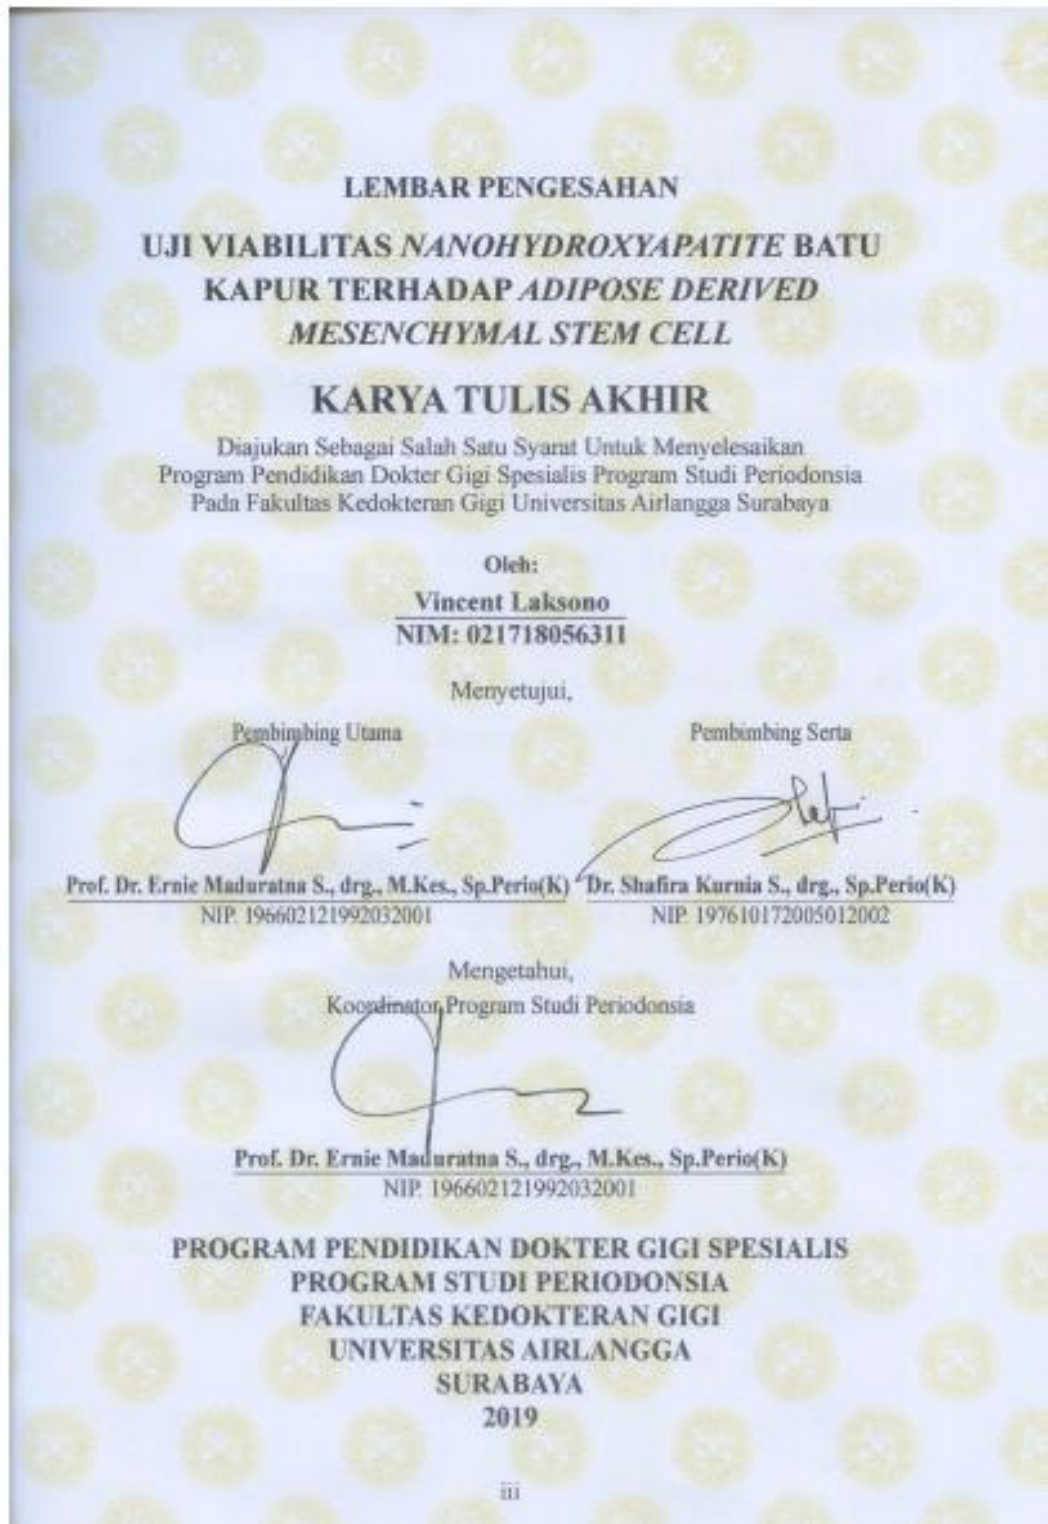 LEMBAR PENGESAHAN
UJI VIABILITAS NANOHYDROXYAPATITE BATU
KAPUR TERHADAP ADIPOSE DERIVED
MESENCHYMAL STEM CELL
KARYA TULIS AKHIR
Diajukan Sebagai Salah Satu Syarat Untuk Menyelesaikan
Program Pendidikan Dokter Gigi Spesialis Program Studi Periodonsia
Pada Fakultas Kedokteran Gigi Universitas Airlangga Surabaya
Oleh:
Vincent Laksono
NIM: 021718056311
Menyetujui,
Pembimbing Utama Pembimbing Serta
Prof. Dr. Ernie Maduratna S., drg., M.Kes., Sp.Perio(K) Dr. Shafira Kurnia S., drg., Sp.Perio(K)
NIP. 196602121992032001 NIP. 197610172005012002
Mengetahui,
Koordinator Program Studi Periodonsia
Prof. Dr. Ernie Maduratna S., drg., M.Kes., Sp.Perio(K)
NIP. 196602121992032001
PROGRAM PENDIDIKAN DOKTER GIGI SPESIALIS
PROGRAM STUDI PERIODONSIA
FAKULTAS KEDOKTERAN GIGI
UNIVERSITAS AIRLANGGA
SURABAYA
2019
iii